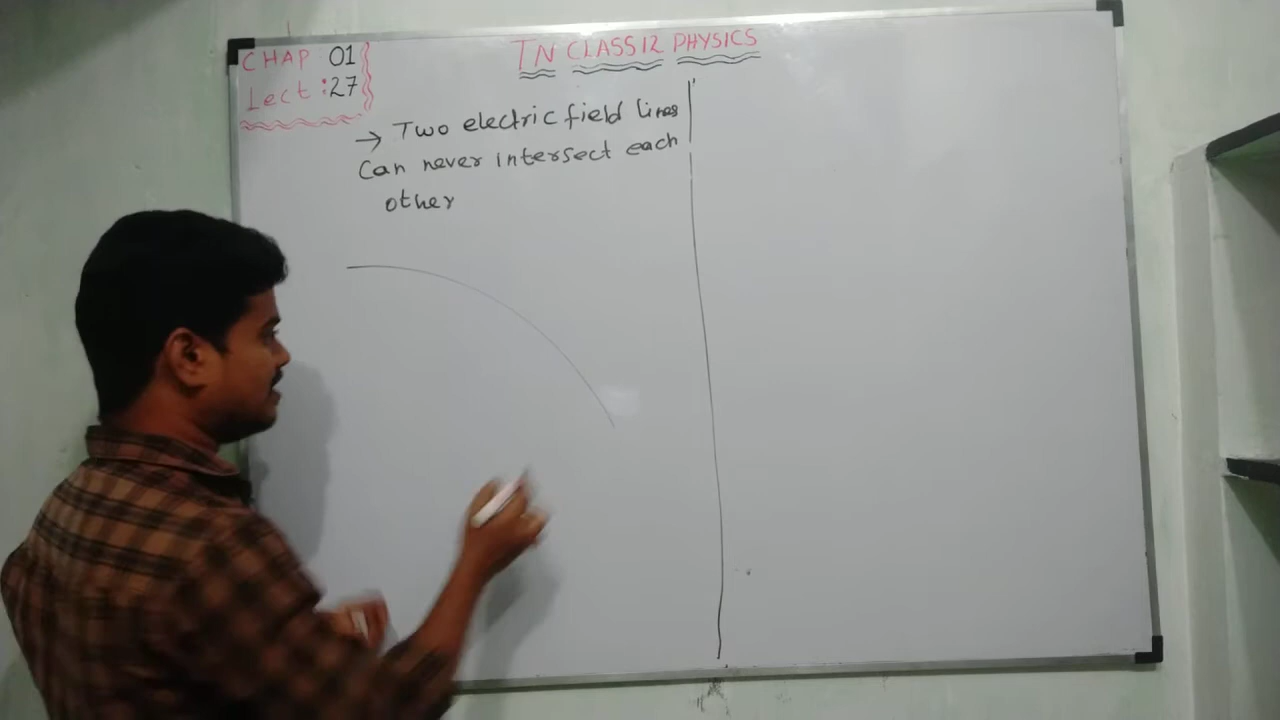 CHAP 01
Lect : 27
TN CLASS 12 PHYSICS
→ Two electric field lines
Can never intersect each
other